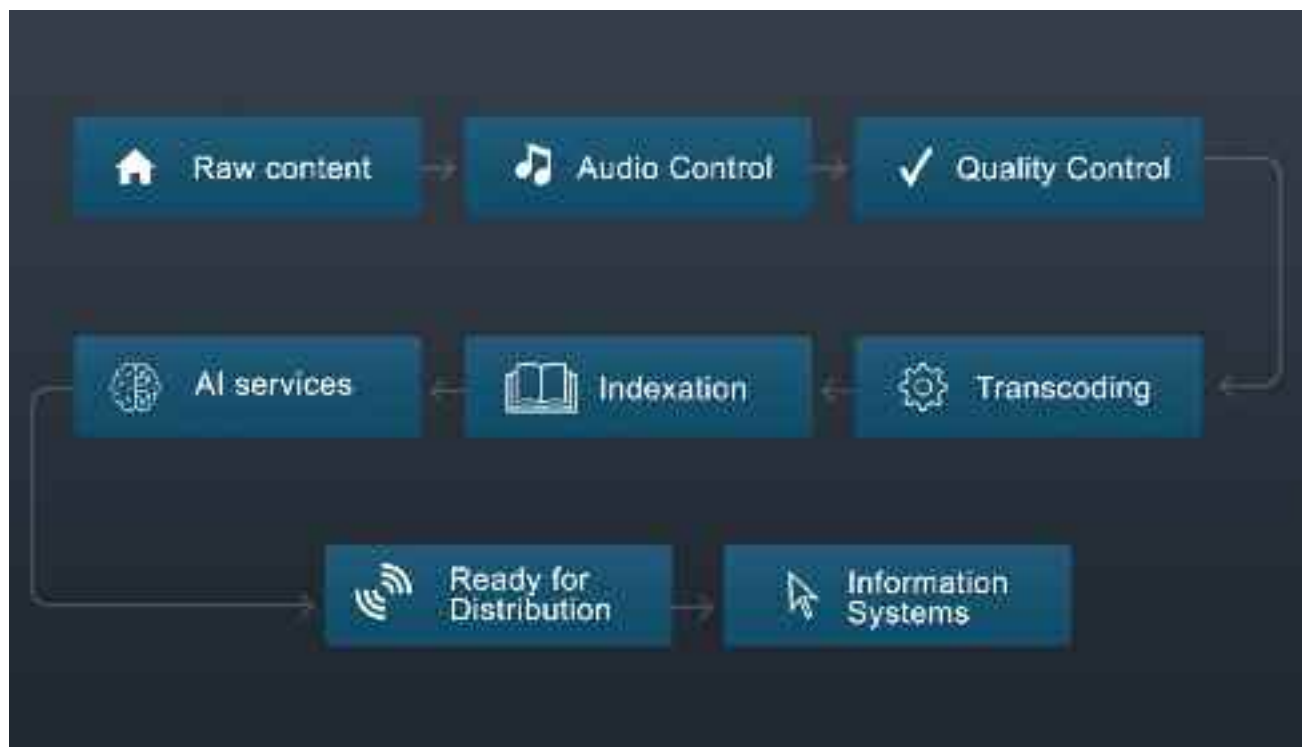 Raw content
Audio Control
Quality Control
AI services
Indexation
Transcoding
Ready for
Distribution
Information
Systems